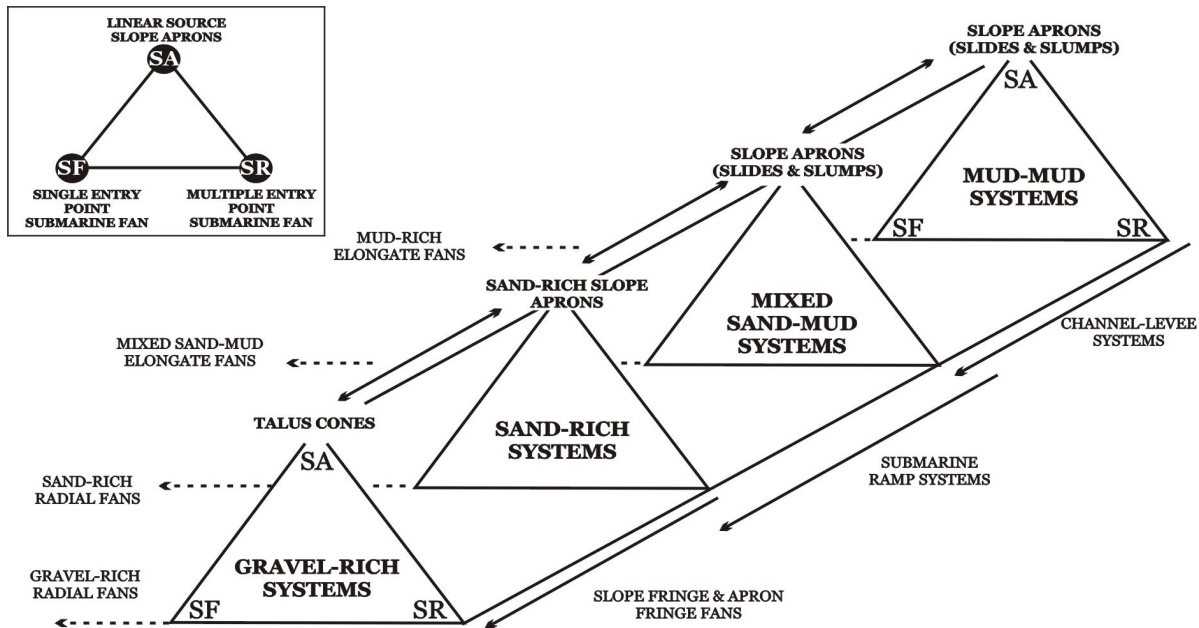 LINEAR SOURCE
SLOPE APRONS
SA
SF
SR
SINGLE ENTRY
POINT
SUBMARINE FAN
MULTIPLE ENTRY
POINT
SUBMARINE FAN
SLOPE APRONS
(SLIDES & SLUMPS)
SA
MUD-MUD
SYSTEMS
SF
SR
SLOPE APRONS
(SLIDES & SLUMPS)
MUD-RICH
ELONGATE FANS
MIXED
SAND-MUD
SYSTEMS
CHANNEL-LEVEE
SYSTEMS
SAND-RICH SLOPE
APRONS
MIXED SAND-MUD
ELONGATE FANS
SAND-RICH
SYSTEMS
SUBMARINE
RAMP SYSTEMS
TALUS CONES
SA
SAND-RICH
RADIAL FANS
GRAVEL-RICH
SYSTEMS
SF
SR
GRAVEL-RICH
RADIAL FANS
SLOPE FRINGE & APRON
FRINGE FANS